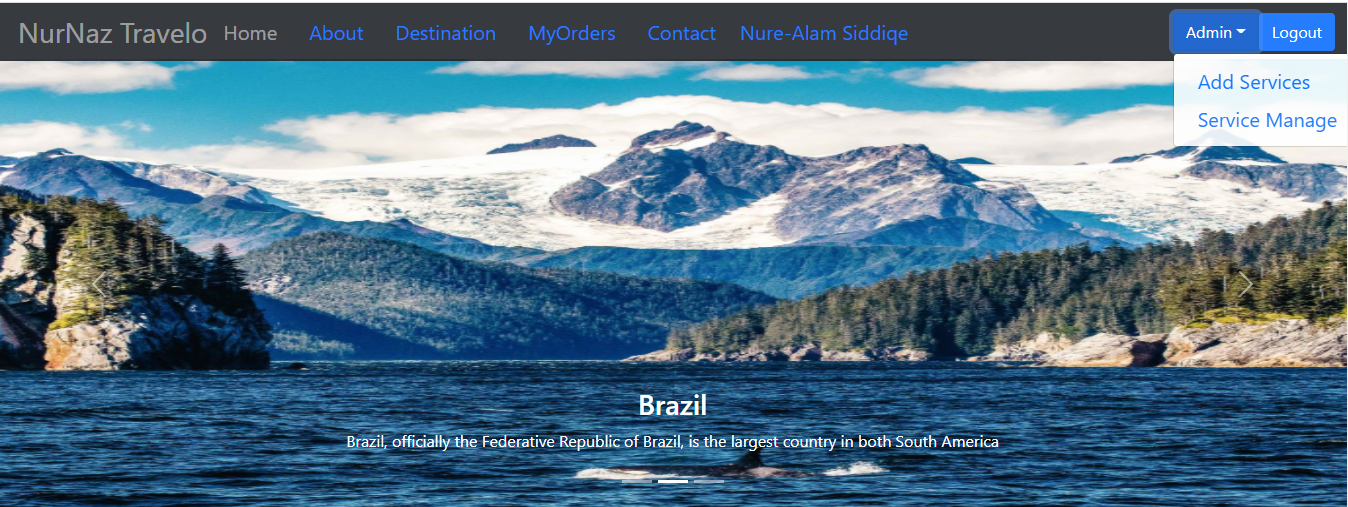 NurNaz Travelo Home About Destination MyOrders Contact Nure-Alam Siddiqe Admin Logout
Add Services
Service Manage
Brazil
Brazil, officially the Federative Republic of Brazil, is the largest country in both South America